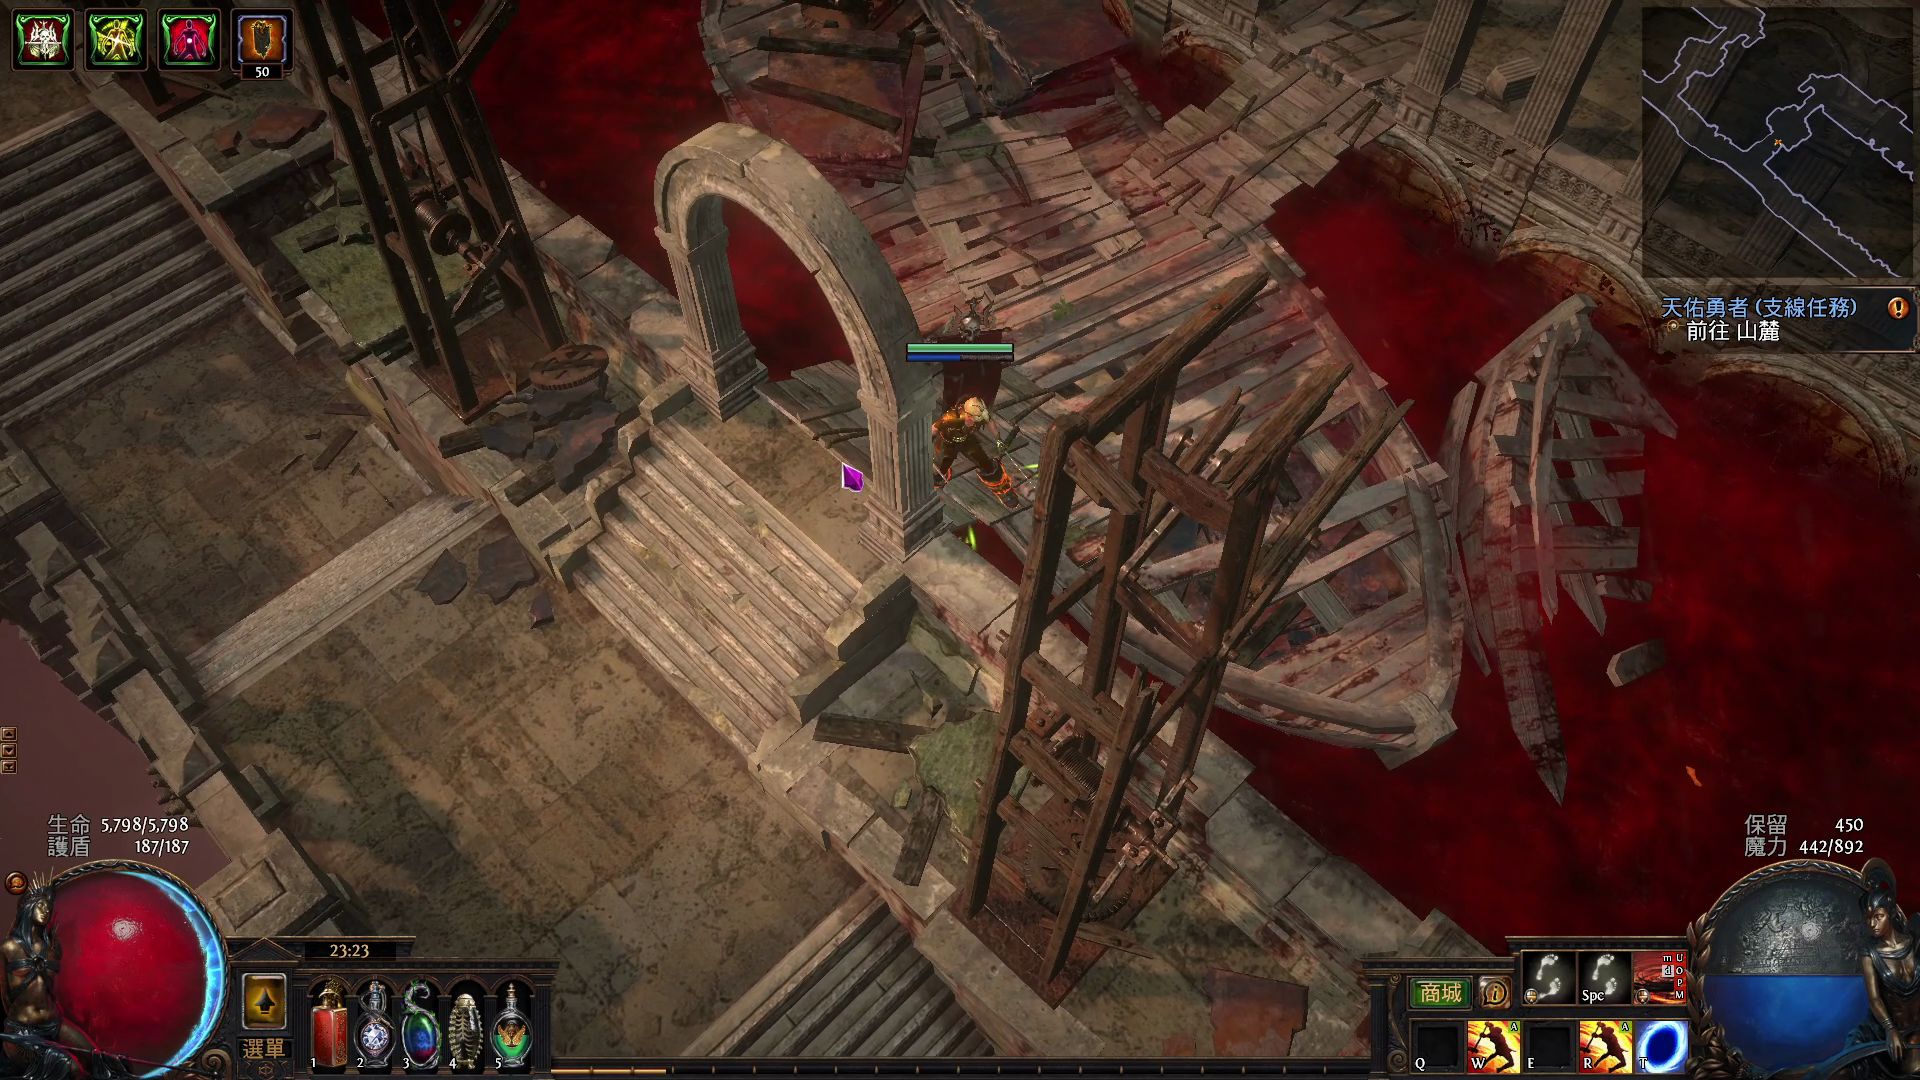 50
天佑勇者 (支線任務)
前往 山麓
生命 5,798/5,798
護盾 187/187
保留 450
魔力 442/892
23:23
選單
1
2
3
4
5
商城
Spc
m U
d O
P
M
Q
W A
E
R A
T